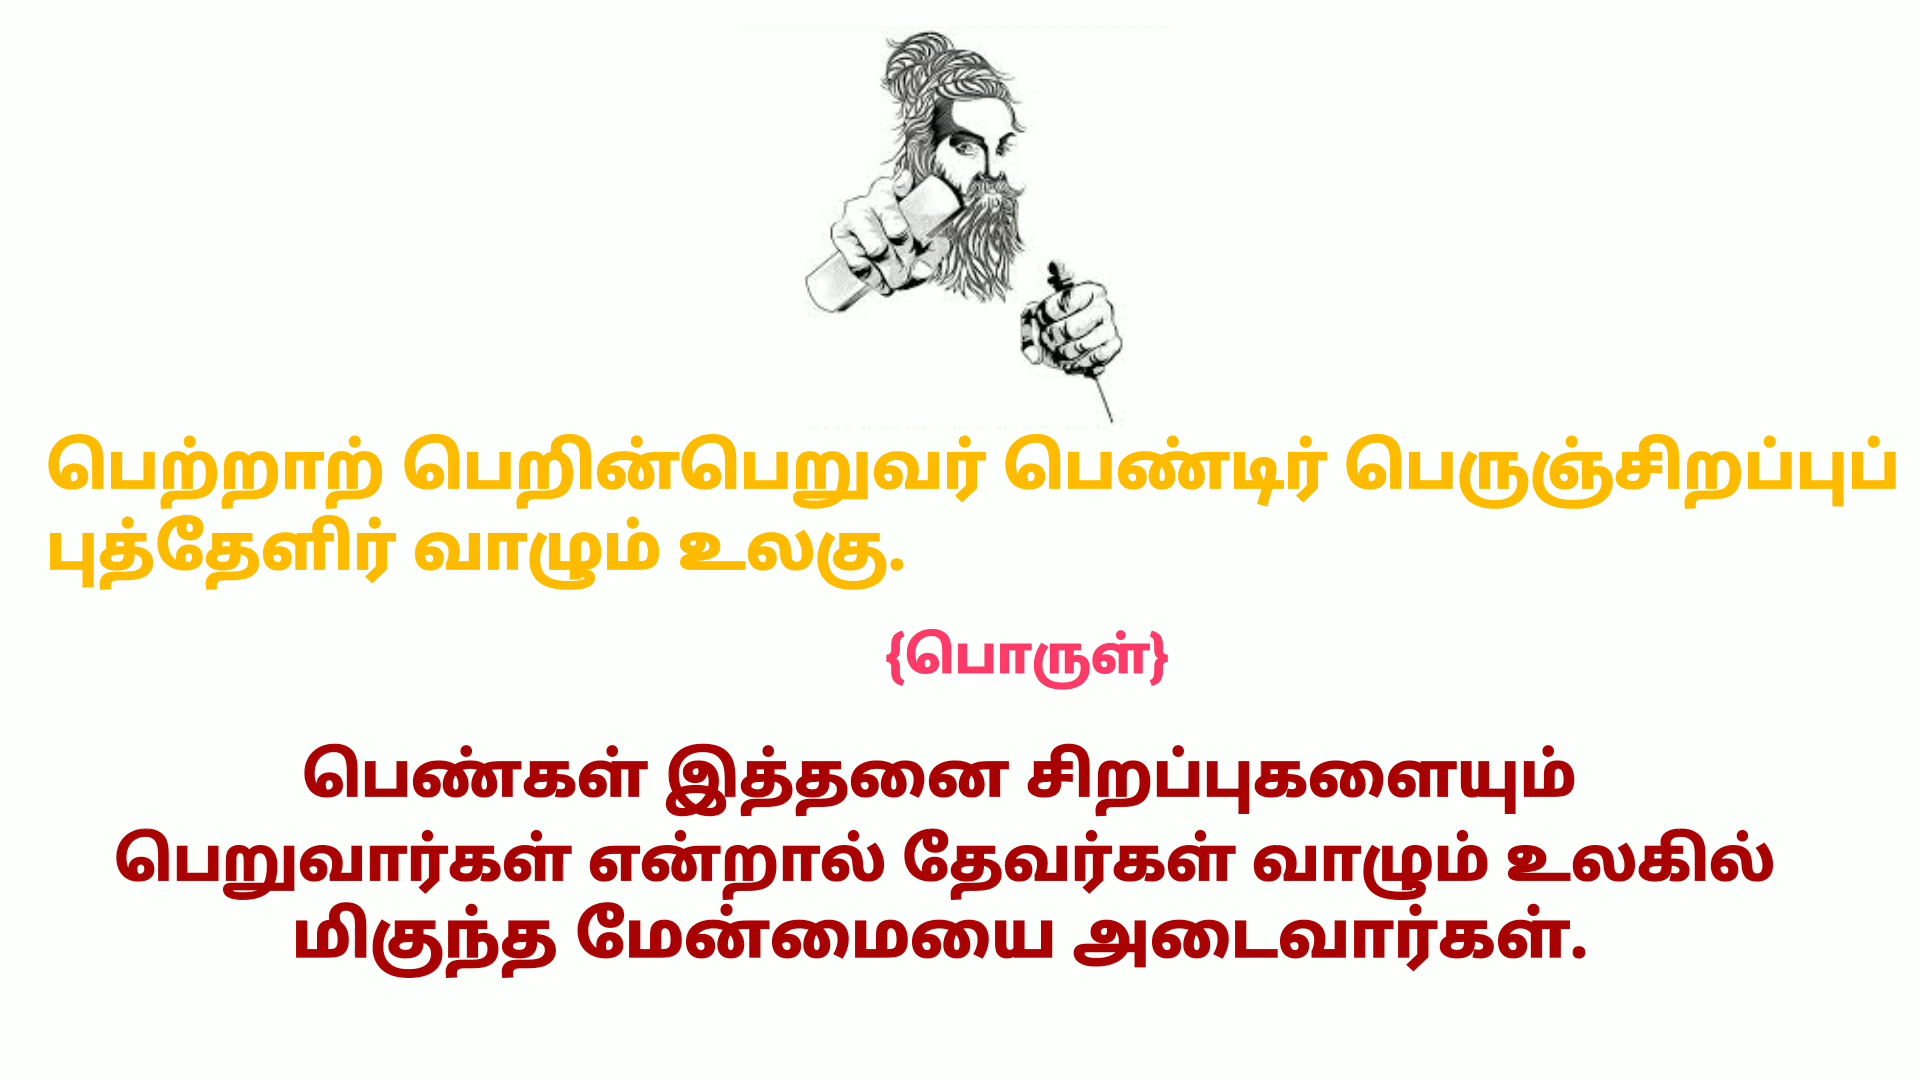 பெற்றாற் பெறின்பெறுவர் பெண்டிர் பெருஞ்சிறப்புப்
புத்தேளிர் வாழும் உலகு.
{பொருள்}
பெண்கள் இத்தனை சிறப்புகளையும்
பெறுவார்கள் என்றால் தேவர்கள் வாழும் உலகில்
மிகுந்த மேன்மையை அடைவார்கள்.